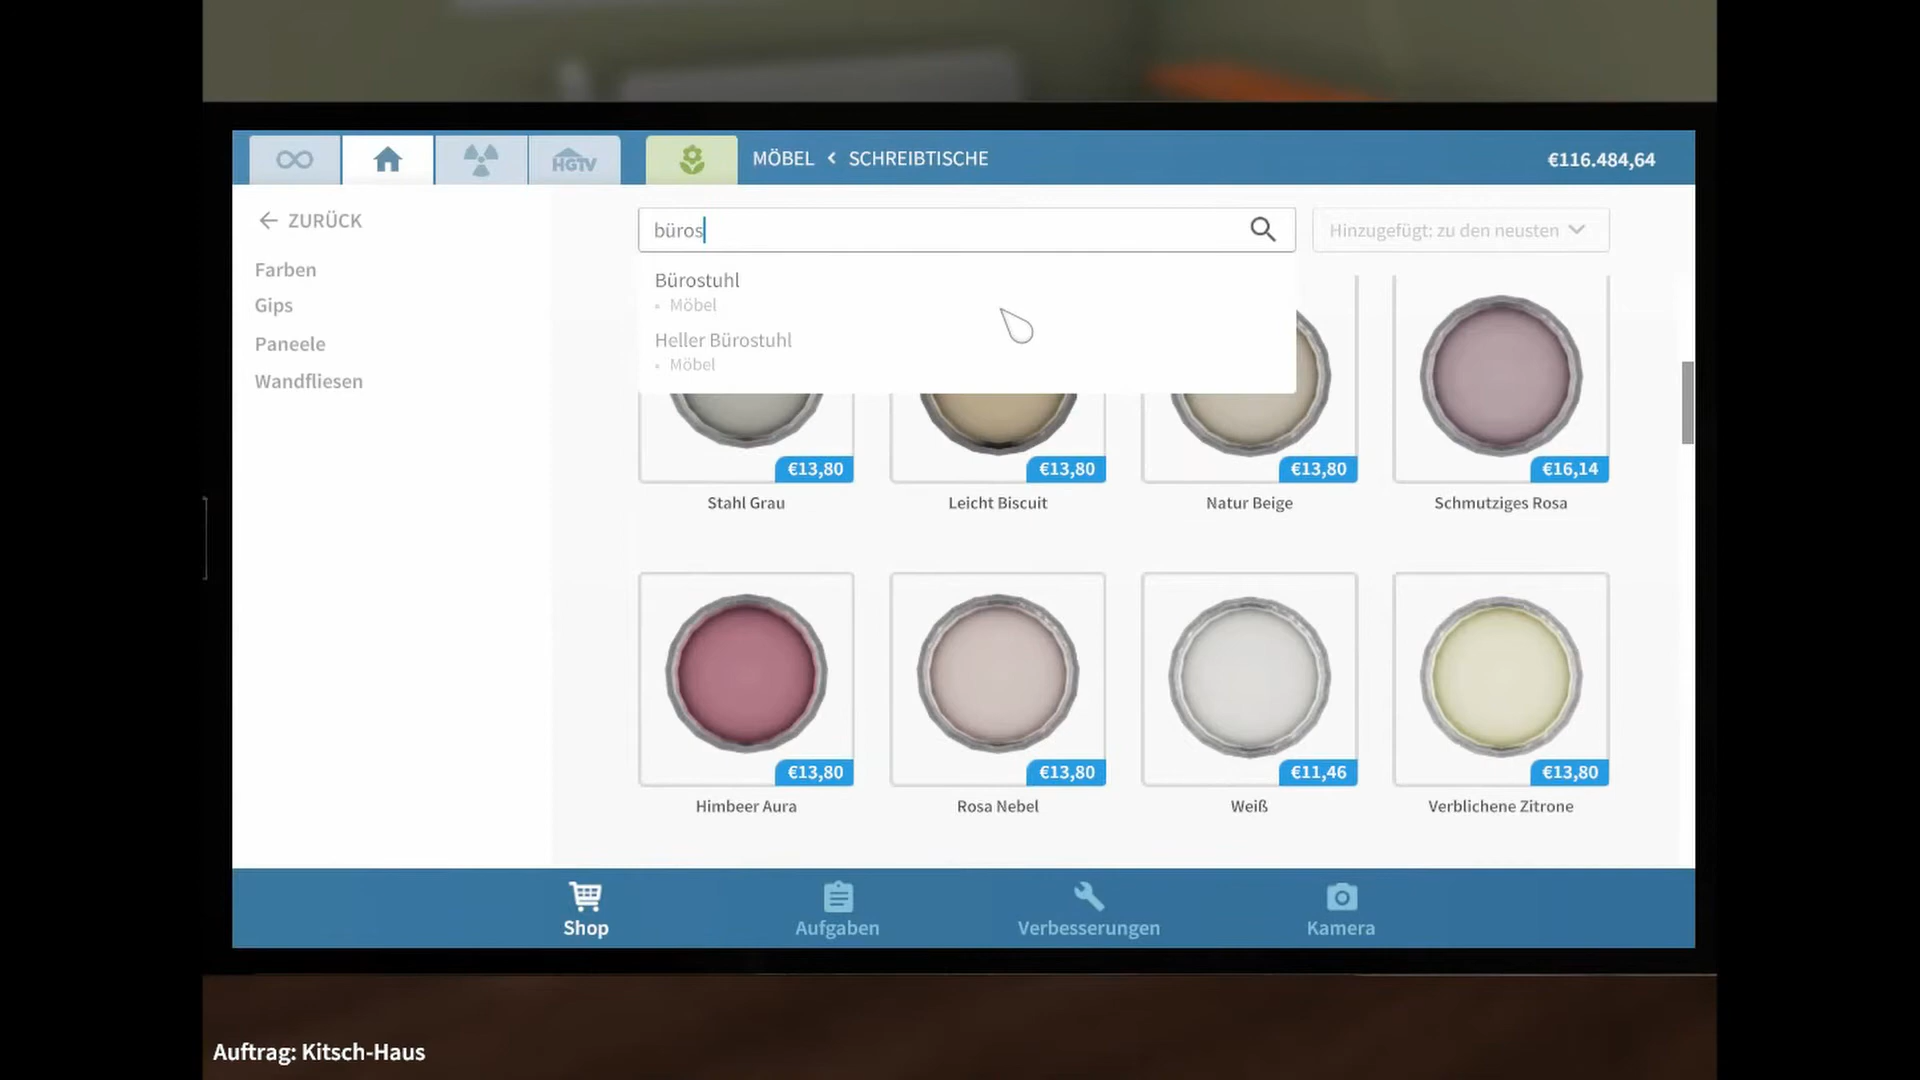 HGTV
MÖBEL < SCHREIBTISCHE
€116.484,64
ZURÜCK
Farben
Gips
Paneele
Wandfliesen
büros
Hinzugefügt: zu den neusten
Bürostuhl
• Möbel
Heller Bürostuhl
• Möbel
€13,80
€13,80
€13,80
€16,14
Stahl Grau
Leicht Biscuit
Natur Beige
Schmutziges Rosa
€13,80
€13,80
€11,46
€13,80
Himbeer Aura
Rosa Nebel
Weiß
Verblichene Zitrone
Shop
Aufgaben
Verbesserungen
Kamera
Auftrag: Kitsch-Haus